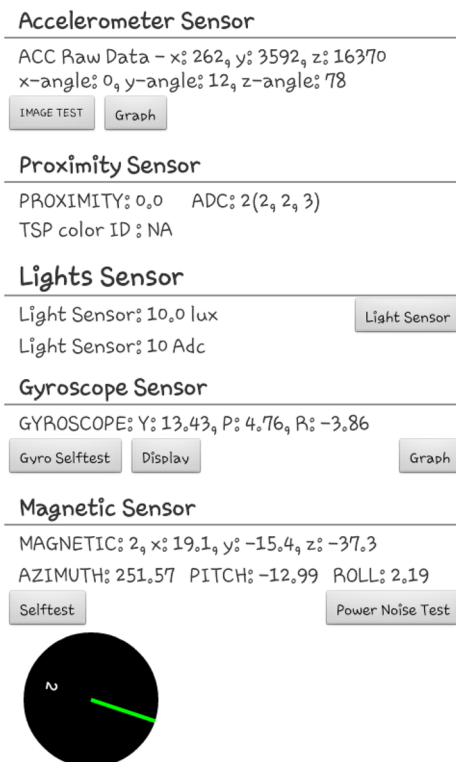 Accelerometer Sensor
ACC Raw Data - x: 262, y: 3592, z: 16370
x-angle: 0, y-angle: 12, z-angle: 78
IMAGE TEST Graph
Proximity Sensor
PROXIMITY: 0.0 ADC: 2(2, 2, 3)
TSP color ID : NA
Lights Sensor
Light Sensor: 10.0 lux Light Sensor
Light Sensor: 10 Adc
Gyroscope Sensor
GYROSCOPE: Y: 13.43, P: 4.76, R: -3.86
Gyro Selftest Display Graph
Magnetic Sensor
MAGNETIC: 2, x: 19.1, y: -15.4, z: -37.3
AZIMUTH: 251.57 PITCH: -12.99 ROLL: 2.19
Selftest Power Noise Test
2